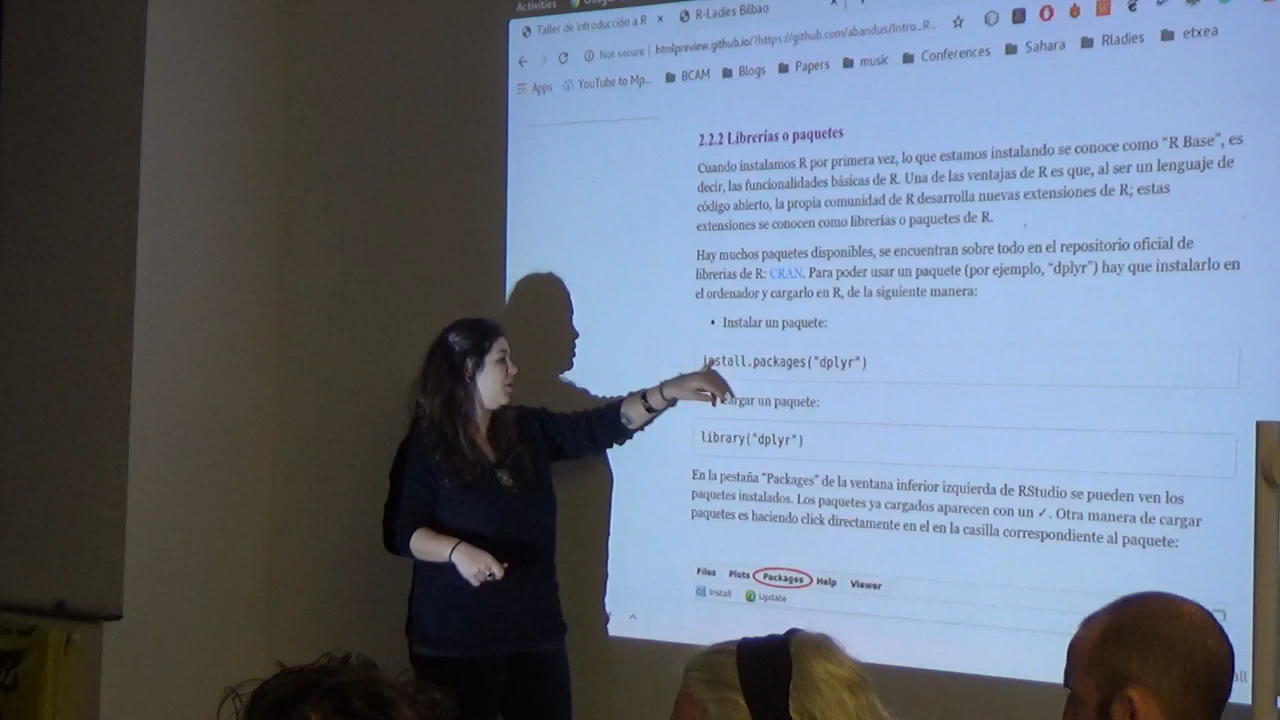 Activities
Taller de Introducción a R × R-Ladies Bilbao ×
Not secure | htmlpreview.github.io/?https://github.com/abandus/Intro_R...
Apps YouTube to Mp... BCAM Blogs Papers music Conferences Sahara Rladies etxea
2.2.2 Librerías o paquetes
Cuando instalamos R por primera vez, lo que estamos instalando se conoce como “R Base”, es
decir, las funcionalidades básicas de R. Una de las ventajas de R es que, al ser un lenguaje de
código abierto, la propia comunidad de R desarrolla nuevas extensiones de R; estas
extensiones se conocen como librerías o paquetes de R.
Hay muchos paquetes disponibles, se encuentran sobre todo en el repositorio oficial de
librerias de R: CRAN. Para poder usar un paquete (por ejemplo, “dplyr”) hay que instalarlo en
el ordenador y cargarlo en R, de la siguiente manera:
• Instalar un paquete:
install.packages("dplyr")
Cargar un paquete:
library("dplyr")
En la pestaña “Packages” de la ventana inferior izquierda de RStudio se pueden ven los
paquetes instalados. Los paquetes ya cargados aparecen con un ✓. Otra manera de cargar
paquetes es haciendo click directamente en el en la casilla correspondiente al paquete:
Files Plots Packages Help Viewer
Install Update